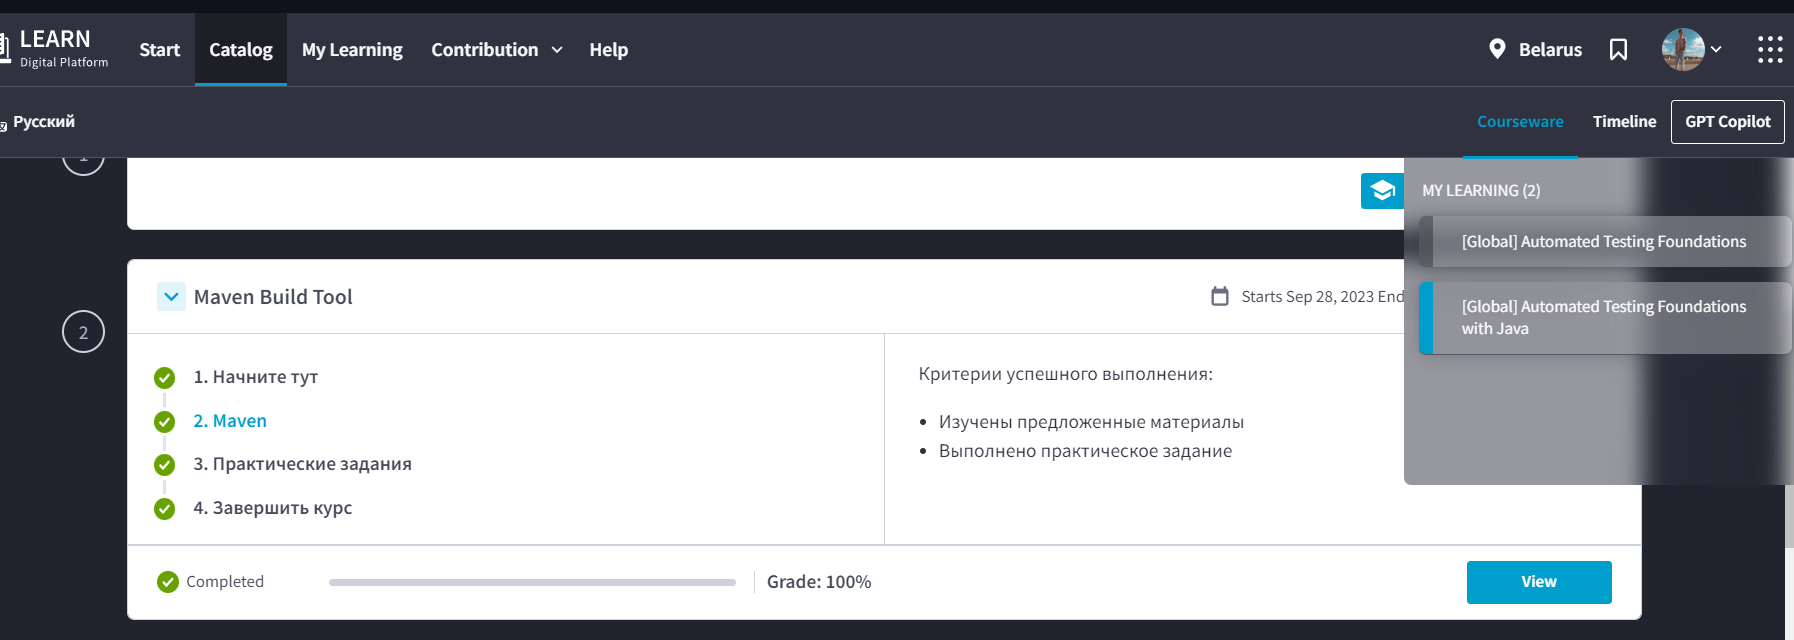 LEARN
Digital Platform
Start
Catalog
My Learning
Contribution
Help
Belarus
Русский
Courseware
Timeline
GPT Copilot
MY LEARNING (2)
[Global] Automated Testing Foundations
[Global] Automated Testing Foundations
with Java
Maven Build Tool
Starts Sep 28, 2023 End
2
1. Начните тут
2. Maven
3. Практические задания
4. Завершить курс
Критерии успешного выполнения:
• Изучены предложенные материалы
• Выполнено практическое задание
Completed
Grade: 100%
View